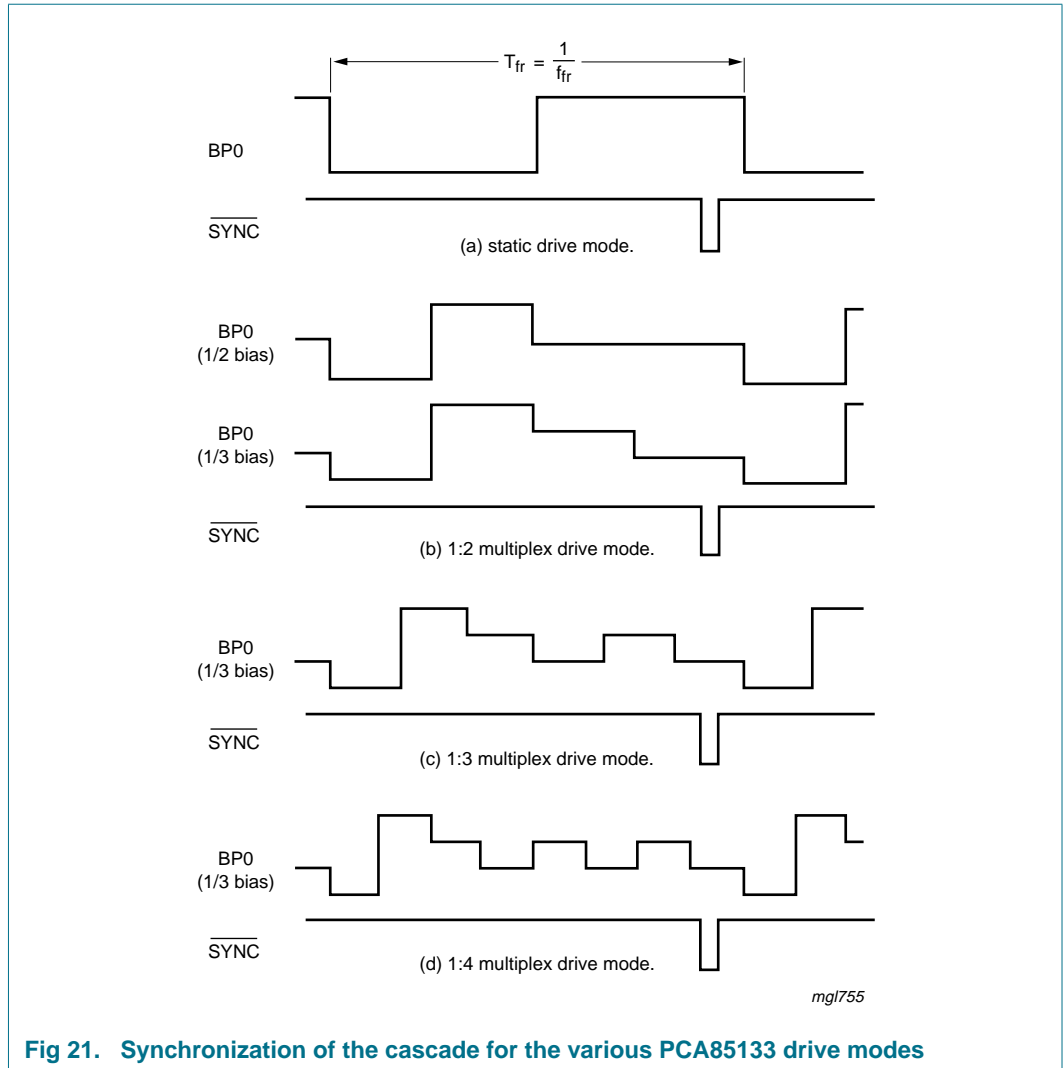 Tfr = 1/ffr
BP0
SYNC
(a) static drive mode.
BP0
(1/2 bias)
BP0
(1/3 bias)
SYNC
(b) 1:2 multiplex drive mode.
BP0
(1/3 bias)
SYNC
(c) 1:3 multiplex drive mode.
BP0
(1/3 bias)
SYNC
(d) 1:4 multiplex drive mode.
mgl755
Fig 21. Synchronization of the cascade for the various PCA85133 drive modes